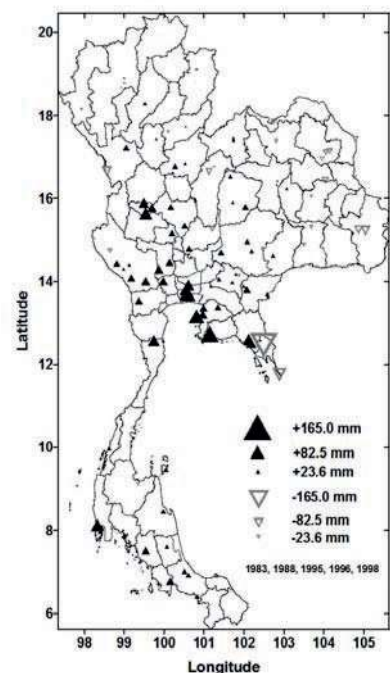 20
18
16
14
12
10
8
6
Latitude
+165.0 mm
+82.5 mm
+23.6 mm
-165.0 mm
-82.5 mm
-23.6 mm
1983, 1988, 1995, 1996, 1998
98 99 100 101 102 103 104 105
Longitude